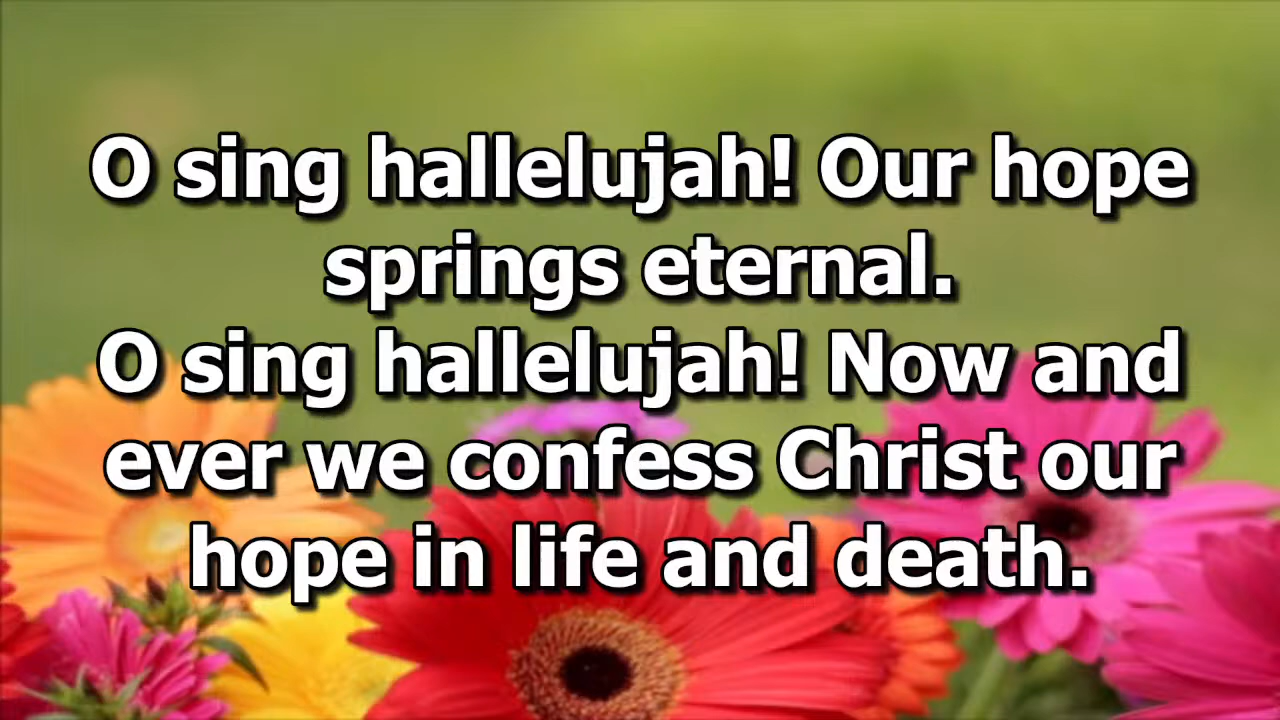 O sing hallelujah! Our hope
springs eternal.
O sing hallelujah! Now and
ever we confess Christ our
hope in life and death.